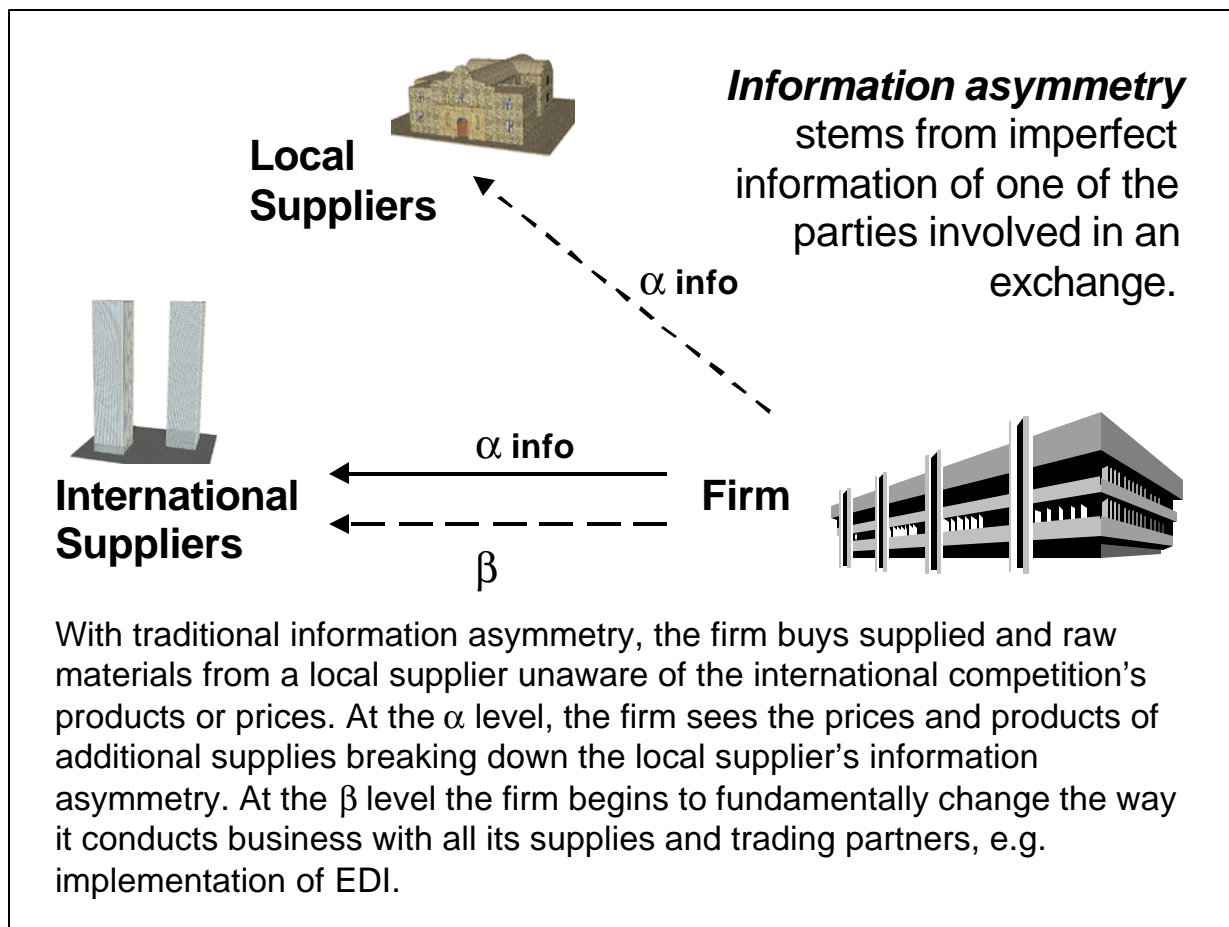 Information asymmetry
stems from imperfect
information of one of the
parties involved in an
exchange.
Local
Suppliers
α info
α info
International
Suppliers
Firm
β
With traditional information asymmetry, the firm buys supplied and raw
materials from a local supplier unaware of the international competition’s
products or prices. At the α level, the firm sees the prices and products of
additional supplies breaking down the local supplier’s information
asymmetry. At the β level the firm begins to fundamentally change the way
it conducts business with all its supplies and trading partners, e.g.
implementation of EDI.